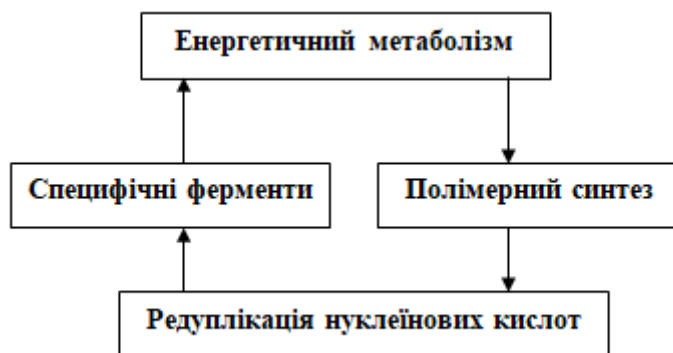 Енергетичний метаболізм
Специфічні ферменти
Полімерний синтез
Редуплікація нуклеїнових кислот